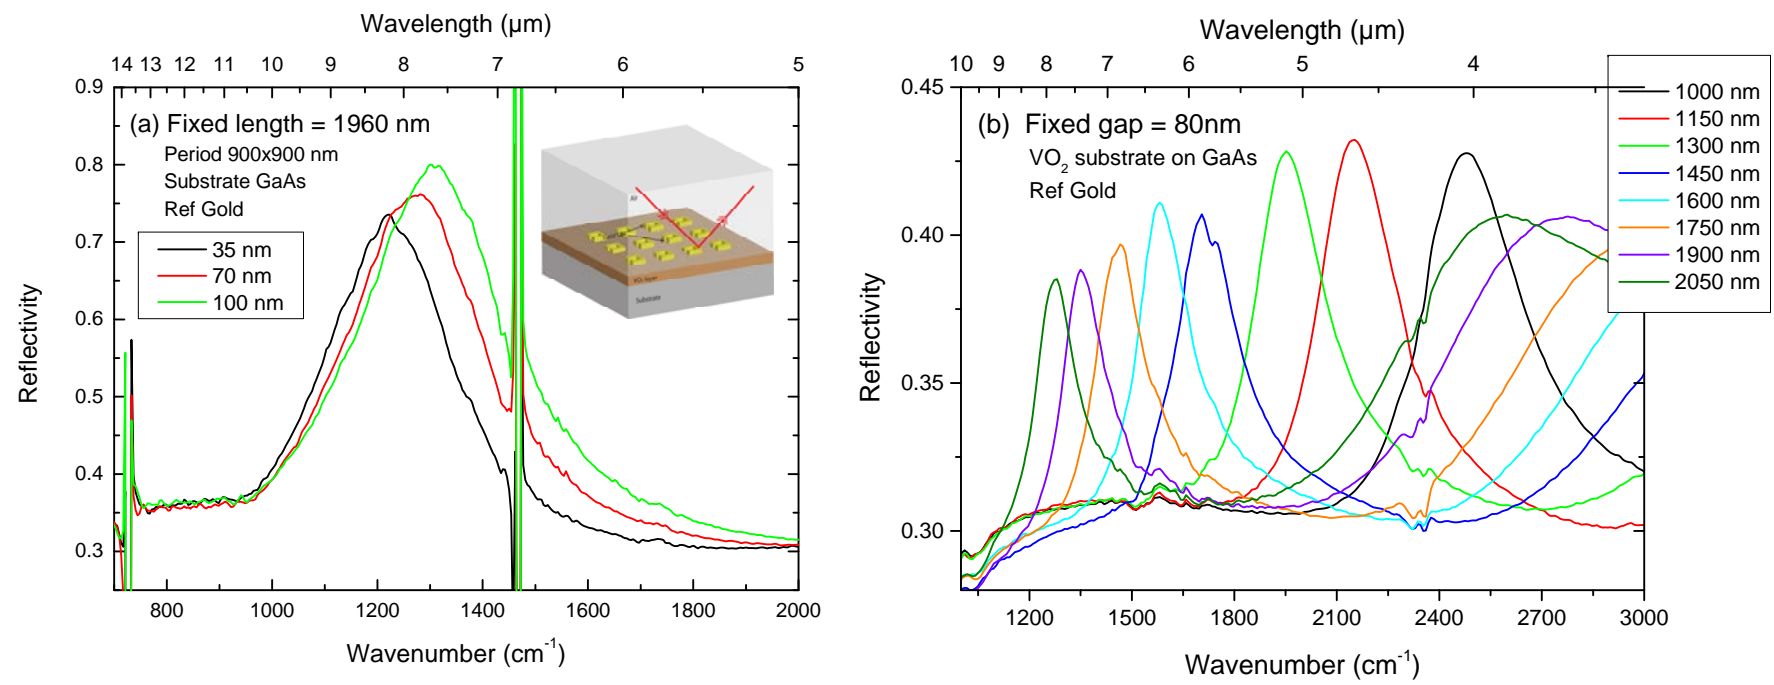 Wavelength (µm)
14 13 12 11 10 9 8 7 6 5
0.9
0.8
0.7
0.6
0.5
0.4
0.3
Reflectivity
(a) Fixed length = 1960 nm
Period 900x900 nm
Substrate GaAs
Ref Gold
35 nm
70 nm
100 nm
Air
VO₂ layer
Substrate
800 1000 1200 1400 1600 1800 2000
Wavenumber (cm⁻¹)
Wavelength (µm)
10 9 8 7 6 5 4
0.45
0.40
0.35
0.30
Reflectivity
(b) Fixed gap = 80nm
VO₂ substrate on GaAs
Ref Gold
1000 nm
1150 nm
1300 nm
1450 nm
1600 nm
1750 nm
1900 nm
2050 nm
1200 1500 1800 2100 2400 2700 3000
Wavenumber (cm⁻¹)